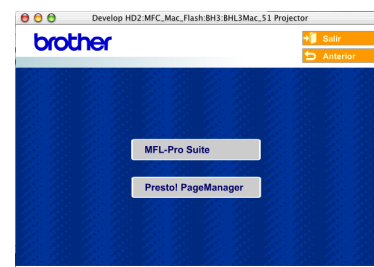 Develop HD2:MFC_Mac_Flash:BH3:BHL3Mac_51 Projector
brother
Salir
Anterior
MFL-Pro Suite
Presto! PageManager